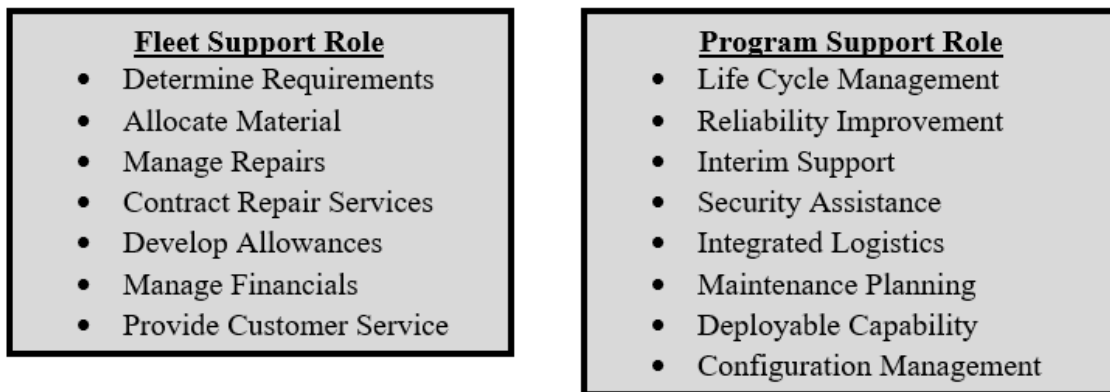 Fleet Support Role
• Determine Requirements
• Allocate Material
• Manage Repairs
• Contract Repair Services
• Develop Allowances
• Manage Financials
• Provide Customer Service
Program Support Role
• Life Cycle Management
• Reliability Improvement
• Interim Support
• Security Assistance
• Integrated Logistics
• Maintenance Planning
• Deployable Capability
• Configuration Management